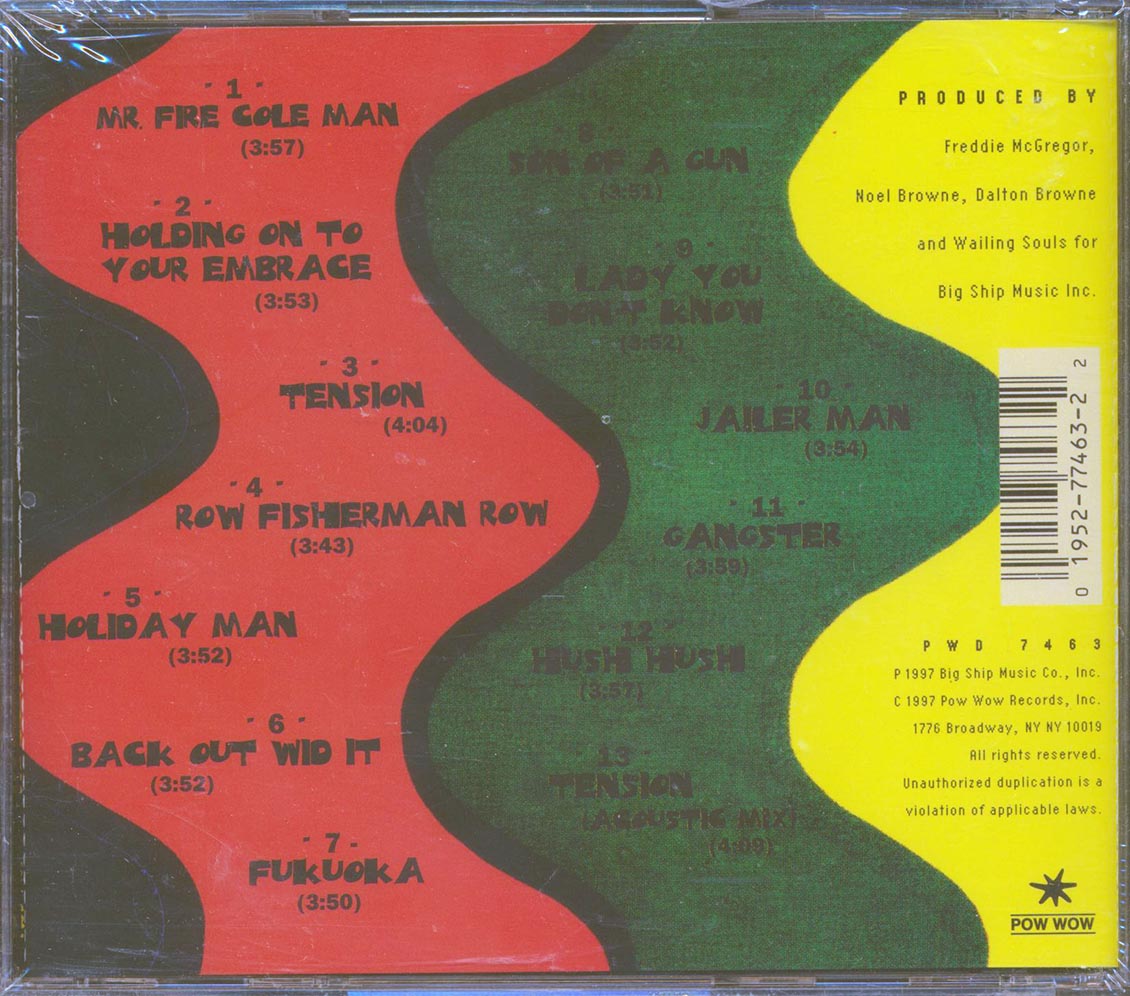 - 1 -
MR. FIRE COLE MAN
(3:57)
- 2 -
HOLDING ON TO
YOUR EMBRACE
(3:53)
- 3 -
TENSION
(4:04)
- 4 -
ROW FISHERMAN ROW
(3:43)
- 5 -
HOLIDAY MAN
(3:52)
- 6 -
BACK OUT WID IT
(3:52)
- 7 -
FUKUOKA
(3:50)
- 8 -
SON OF A GUN
(3:51)
- 9 -
LADY YOU
DON'T KNOW
(3:52)
- 10 -
JAILER MAN
(3:54)
- 11 -
GANGSTER
(3:59)
- 12 -
HUSH HUSH
(3:57)
- 13 -
TENSION
(ACOUSTIC MIX)
(4:09)
PRODUCED BY
Freddie McGregor,
Noel Browne, Dalton Browne
and Wailing Souls for
Big Ship Music Inc.
0 1952-77463-2 2
PWD 7463
P 1997 Big Ship Music Co., Inc.
C 1997 Pow Wow Records, Inc.
1776 Broadway, NY NY 10019
All rights reserved.
Unauthorized duplication is a
violation of applicable laws.
POW WOW